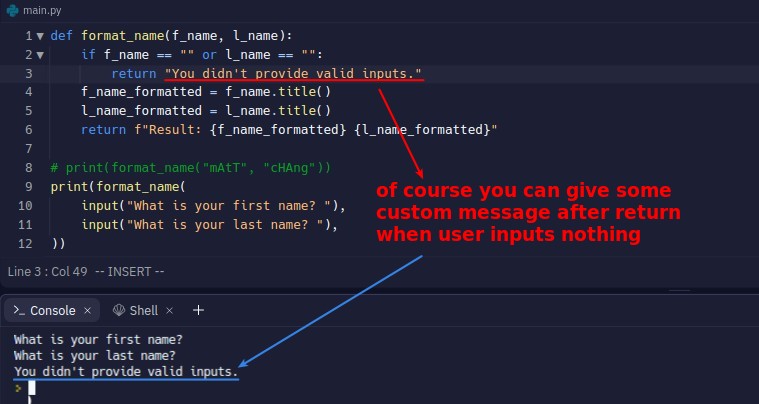 main.py
1 def format_name(f_name, l_name):
2     if f_name == "" or l_name == "":
3         return "You didn't provide valid inputs."
4     f_name_formatted = f_name.title()
5     l_name_formatted = l_name.title()
6     return f"Result: {f_name_formatted} {l_name_formatted}"
7
8 # print(format_name("mAtT", "cHAng"))
9 print(format_name(
10     input("What is your first name? "),
11     input("What is your last name? "),
12 ))
of course you can give some
custom message after return
when user inputs nothing
Line 3 : Col 49 -- INSERT --
>_ Console × Shell × +
What is your first name?
What is your last name?
You didn't provide valid inputs.
>